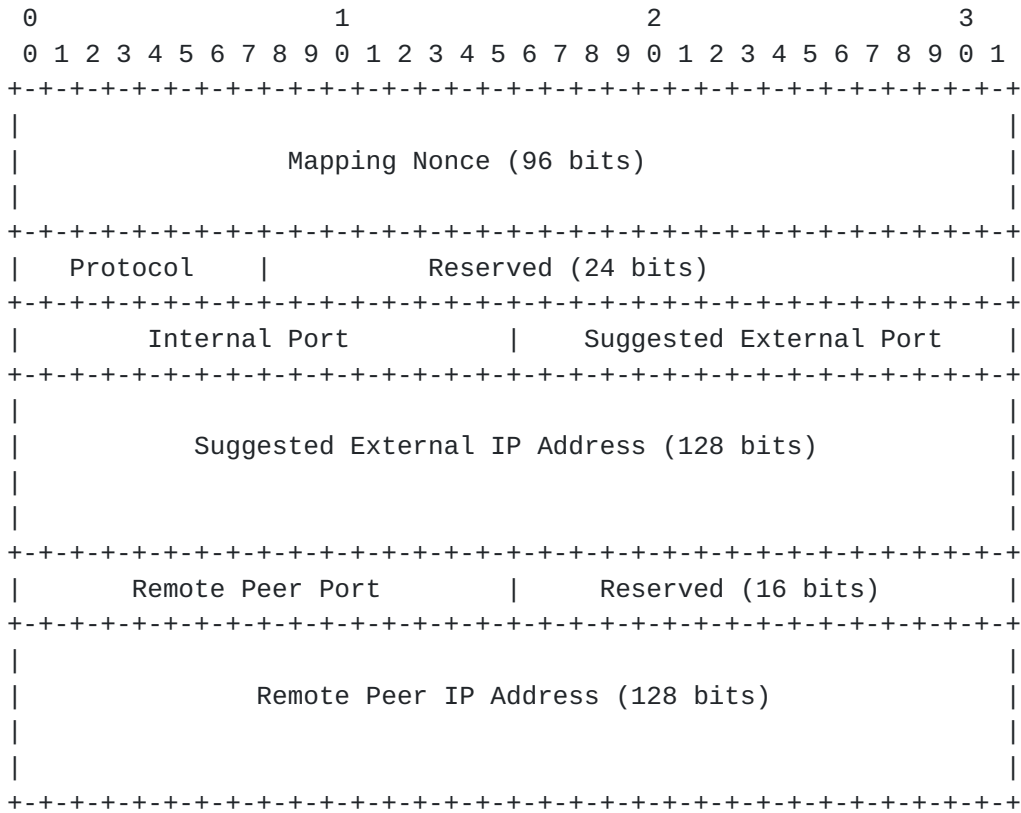 0                   1                   2                   3
 0 1 2 3 4 5 6 7 8 9 0 1 2 3 4 5 6 7 8 9 0 1 2 3 4 5 6 7 8 9 0 1
+-+-+-+-+-+-+-+-+-+-+-+-+-+-+-+-+-+-+-+-+-+-+-+-+-+-+-+-+-+-+-+-+
|                                                               |
|                 Mapping Nonce (96 bits)                       |
|                                                               |
+-+-+-+-+-+-+-+-+-+-+-+-+-+-+-+-+-+-+-+-+-+-+-+-+-+-+-+-+-+-+-+-+
|   Protocol    |          Reserved (24 bits)                   |
+-+-+-+-+-+-+-+-+-+-+-+-+-+-+-+-+-+-+-+-+-+-+-+-+-+-+-+-+-+-+-+-+
|        Internal Port          |    Suggested External Port    |
+-+-+-+-+-+-+-+-+-+-+-+-+-+-+-+-+-+-+-+-+-+-+-+-+-+-+-+-+-+-+-+-+
|                                                               |
|           Suggested External IP Address (128 bits)            |
|                                                               |
|                                                               |
+-+-+-+-+-+-+-+-+-+-+-+-+-+-+-+-+-+-+-+-+-+-+-+-+-+-+-+-+-+-+-+-+
|       Remote Peer Port        |     Reserved (16 bits)        |
+-+-+-+-+-+-+-+-+-+-+-+-+-+-+-+-+-+-+-+-+-+-+-+-+-+-+-+-+-+-+-+-+
|                                                               |
|               Remote Peer IP Address (128 bits)               |
|                                                               |
|                                                               |
+-+-+-+-+-+-+-+-+-+-+-+-+-+-+-+-+-+-+-+-+-+-+-+-+-+-+-+-+-+-+-+-+